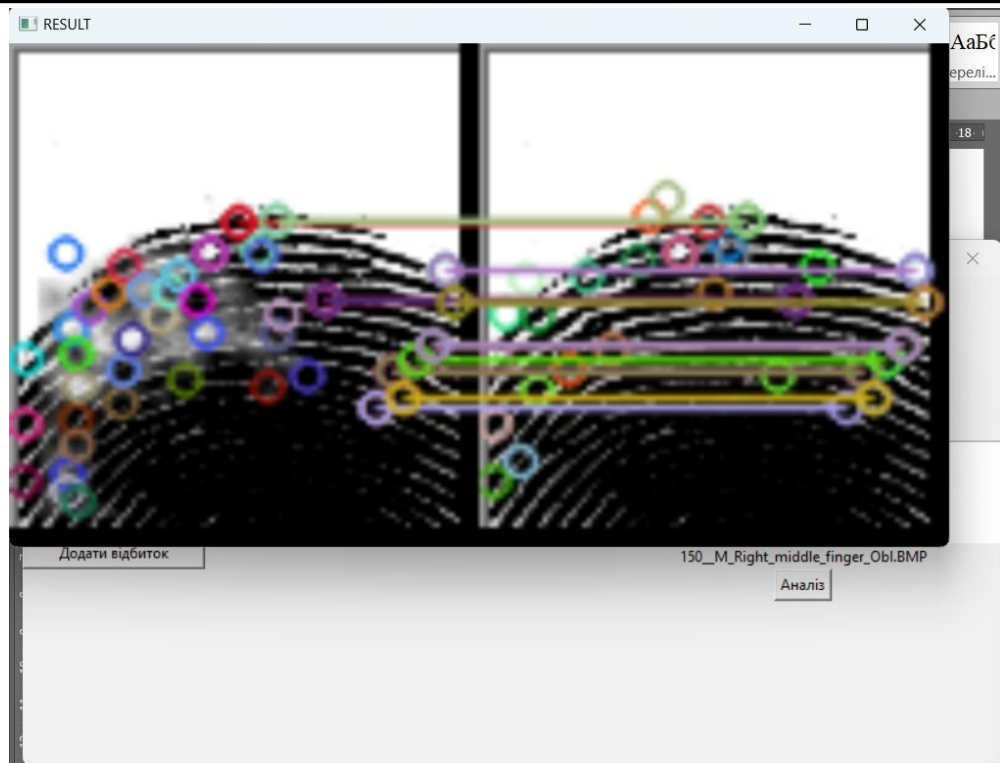 RESULT
АаБб
ерелі...
18
Додати відбиток
150__M_Right_middle_finger_Obl.BMP
Аналіз